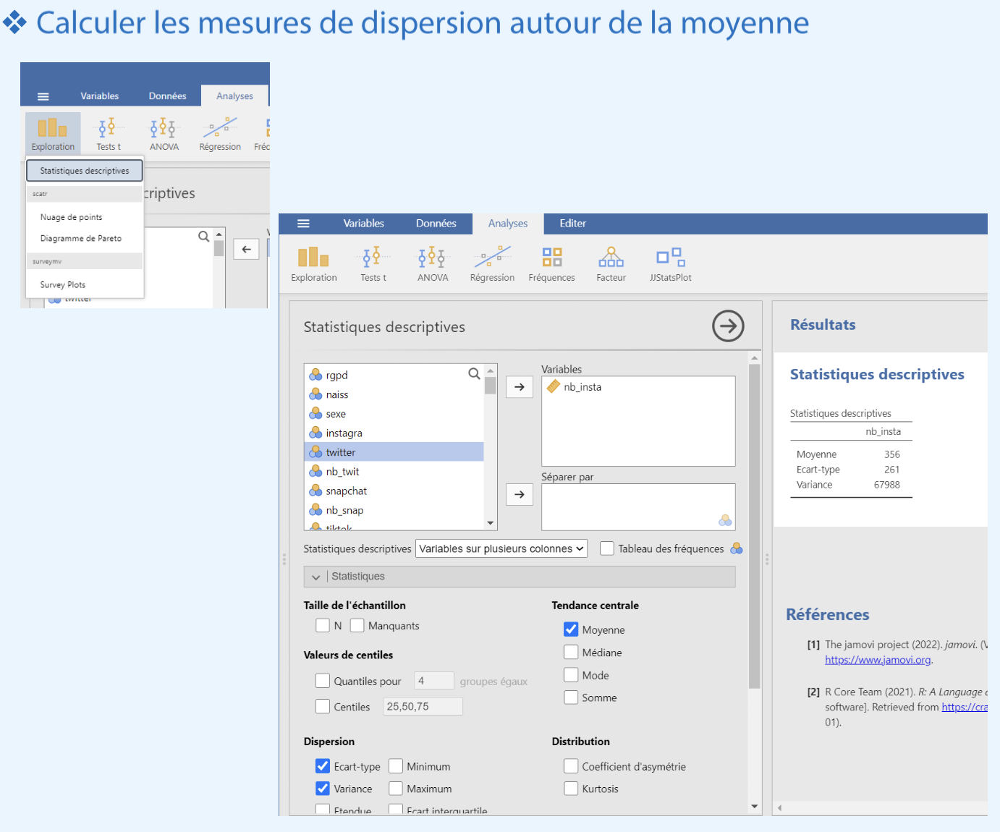 ❖ Calculer les mesures de dispersion autour de la moyenne
Variables Données Analyses
Exploration Tests t ANOVA Régression
Statistiques descriptives
scatr
Nuage de points
Diagramme de Pareto
surveymv
Survey Plots
twitter
Variables Données Analyses Editer
Exploration Tests t ANOVA Régression Fréquences Facteur JJStatsPlot
Statistiques descriptives
rgpd
naiss
sexe
instagra
twitter
nb_twit
snapchat
nb_snap
tiktok
Variables
nb_insta
Séparer par
Statistiques descriptives Variables sur plusieurs colonnes Tableau des fréquences
Statistiques
Taille de l'échantillon
N Manquants
Valeurs de centiles
Quantiles pour 4 groupes égaux
Centiles 25,50,75
Dispersion
Ecart-type Minimum
Variance Maximum
Etendue Ecart interquartile
Tendance centrale
Moyenne
Médiane
Mode
Somme
Distribution
Coefficient d'asymétrie
Kurtosis
Résultats
Statistiques descriptives
Statistiques descriptives
nb_insta
Moyenne 356
Ecart-type 261
Variance 67988
Références
[1] The jamovi project (2022). jamovi. (V
https://www.jamovi.org.
[2] R Core Team (2021). R: A Language
software]. Retrieved from https://cra
01).